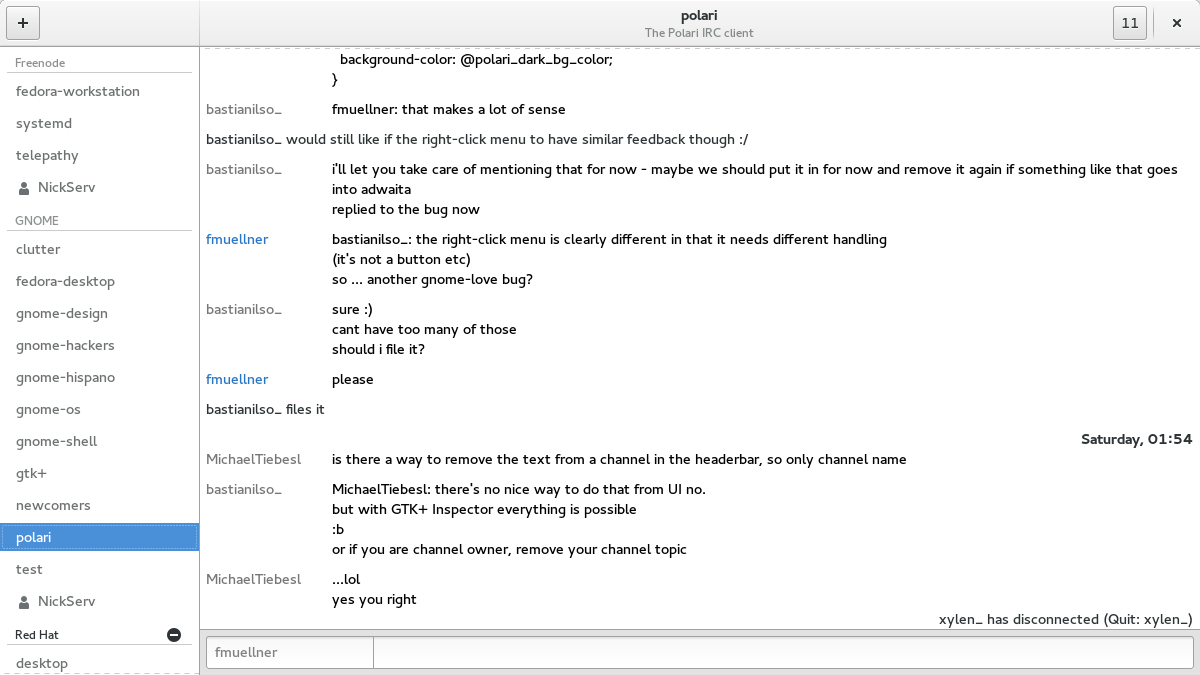 +
polari
The Polari IRC client
11
×
Freenode
fedora-workstation
systemd
telepathy
NickServ
GNOME
clutter
fedora-desktop
gnome-design
gnome-hackers
gnome-hispano
gnome-os
gnome-shell
gtk+
newcomers
polari
test
NickServ
Red Hat
desktop
background-color: @polari_dark_bg_color;
}
bastianilso_ fmuellner: that makes a lot of sense
bastianilso_ would still like if the right-click menu to have similar feedback though :/
bastianilso_ i'll let you take care of mentioning that for now - maybe we should put it in for now and remove it again if something like that goes
into adwaita
replied to the bug now
fmuellner bastianilso_: the right-click menu is clearly different in that it needs different handling
(it's not a button etc)
so ... another gnome-love bug?
bastianilso_ sure :)
cant have too many of those
should i file it?
fmuellner please
bastianilso_ files it
Saturday, 01:54
MichaelTiebesl is there a way to remove the text from a channel in the headerbar, so only channel name
bastianilso_ MichaelTiebesl: there's no nice way to do that from UI no.
but with GTK+ Inspector everything is possible
:b
or if you are channel owner, remove your channel topic
MichaelTiebesl ...lol
yes you right
xylen_ has disconnected (Quit: xylen_)
fmuellner